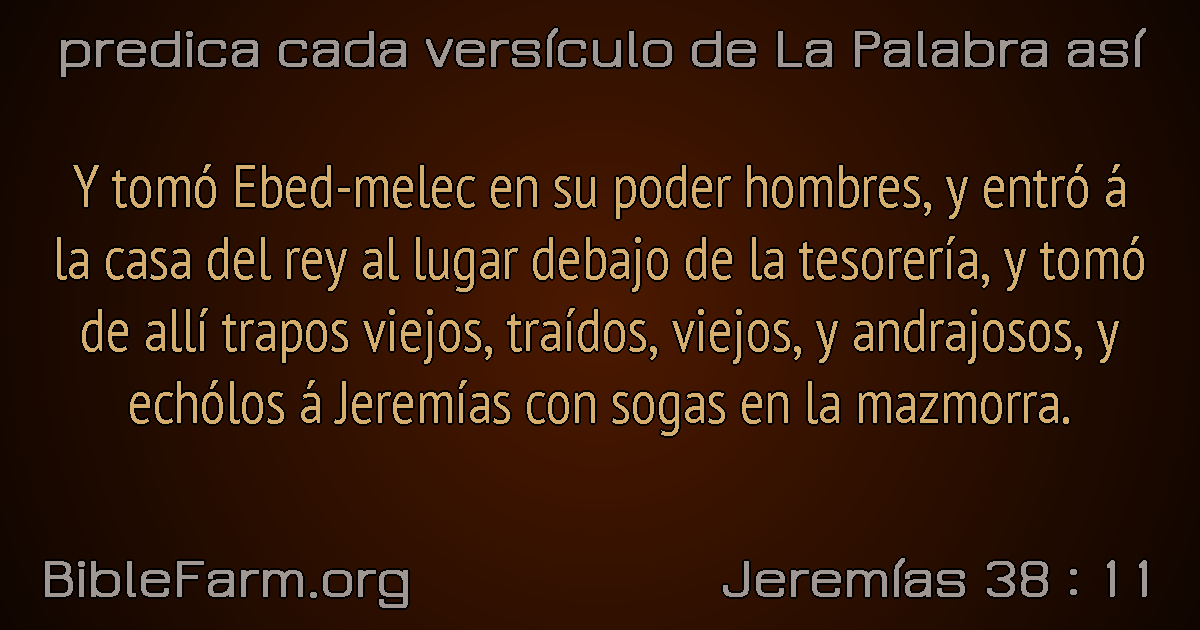 predica cada versículo de La Palabra así
Y tomó Ebed-melec en su poder hombres, y entró á
la casa del rey al lugar debajo de la tesorería, y tomó
de allí trapos viejos, traídos, viejos, y andrajosos, y
echólos á Jeremías con sogas en la mazmorra.
BibleFarm.org
Jeremías 38 : 11